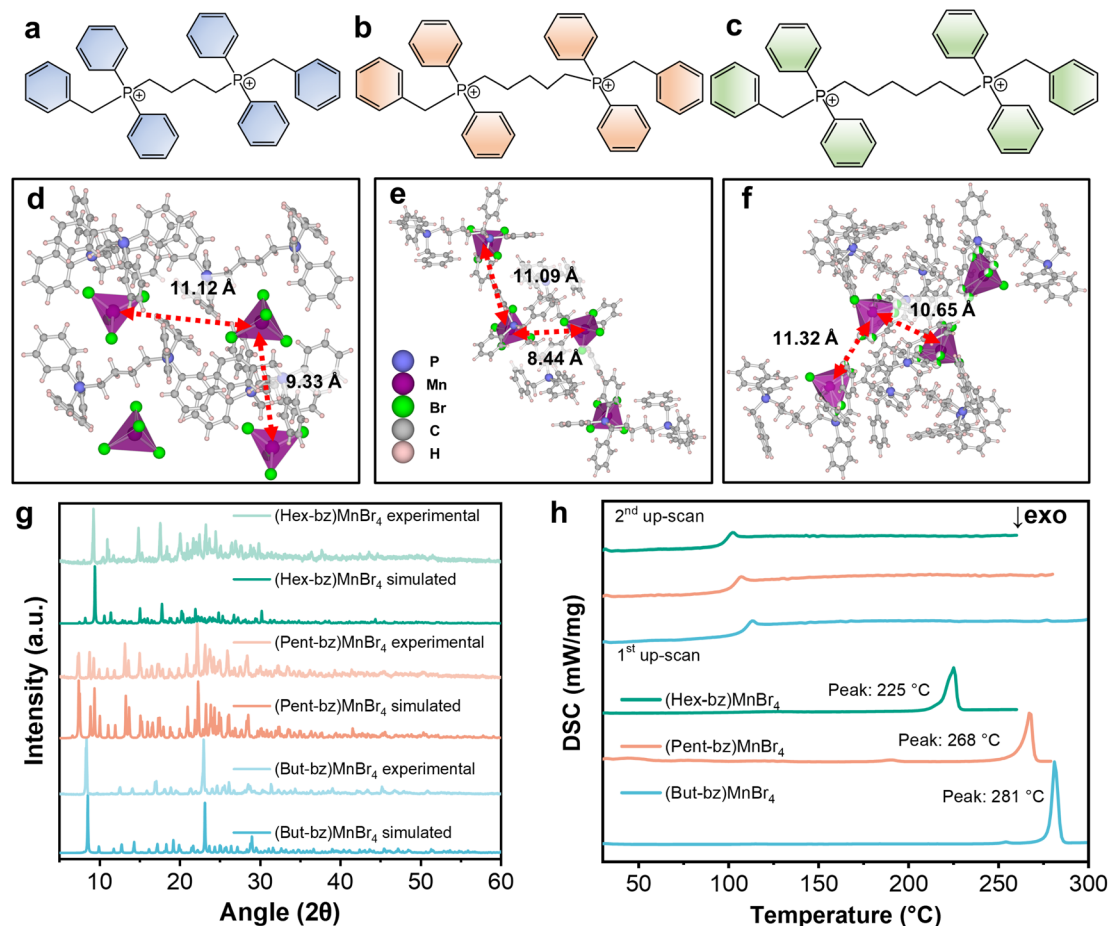 a
b
c
P
⊕
P
⊕
P
⊕
P
⊕
P
⊕
P
⊕
d
11.12 Å
9.33 Å
e
11.09 Å
8.44 Å
P
Mn
Br
C
H
f
10.65 Å
11.32 Å
g
(Hex-bz)MnBr₄ experimental
(Hex-bz)MnBr₄ simulated
(Pent-bz)MnBr₄ experimental
(Pent-bz)MnBr₄ simulated
(But-bz)MnBr₄ experimental
(But-bz)MnBr₄ simulated
Intensity (a.u.)
10 20 30 40 50 60
Angle (2θ)
h
2ⁿᵈ up-scan
↓exo
1ˢᵗ up-scan
(Hex-bz)MnBr₄
Peak: 225 °C
(Pent-bz)MnBr₄
Peak: 268 °C
(But-bz)MnBr₄
Peak: 281 °C
DSC (mW/mg)
50 100 150 200 250 300
Temperature (°C)